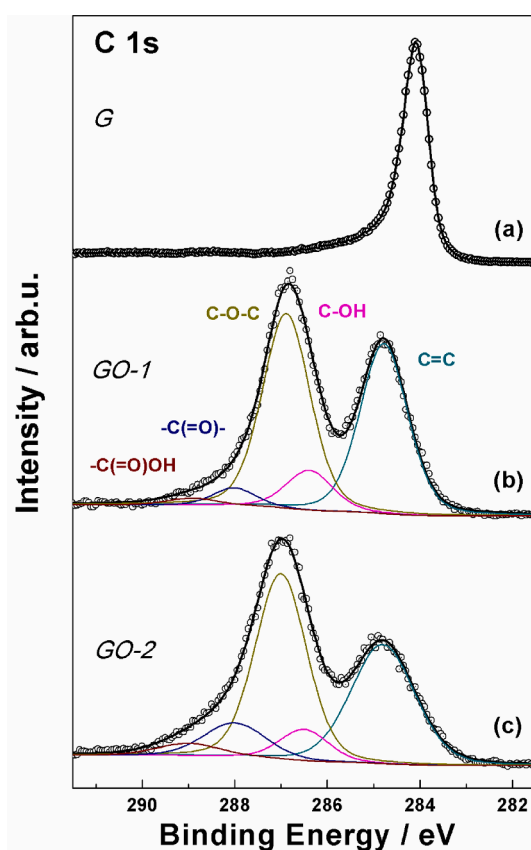 C 1s
G
(a)
C-O-C
C-OH
C=C
GO-1
-C(=O)-
-C(=O)OH
(b)
GO-2
(c)
Intensity / arb.u.
290 288 286 284 282
Binding Energy / eV